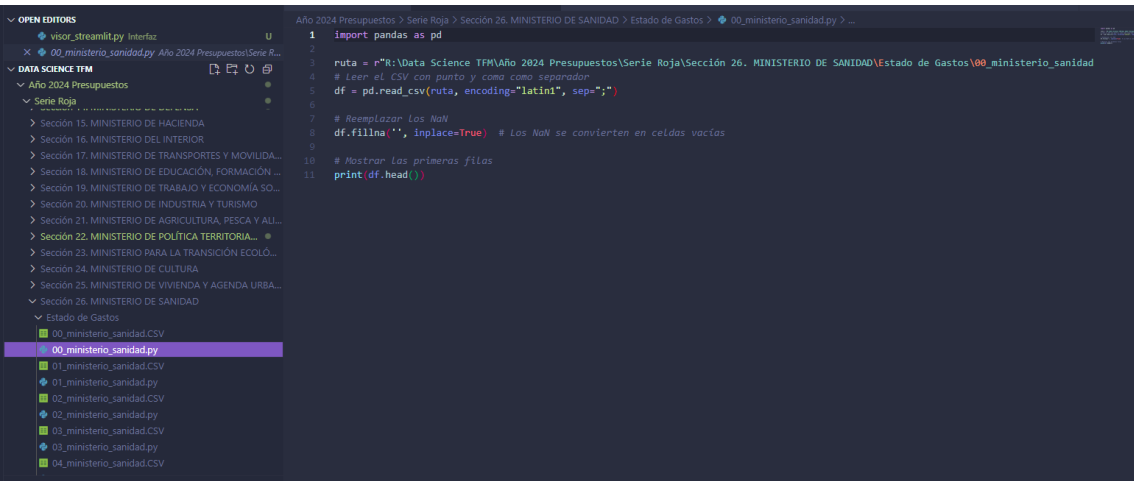 OPEN EDITORS
visor_streamlit.py Interfaz U
00_ministerio_sanidad.py Año 2024 Presupuestos\Serie R...
DATA SCIENCE TFM
Año 2024 Presupuestos
Serie Roja
Sección 15. MINISTERIO DE HACIENDA
Sección 16. MINISTERIO DEL INTERIOR
Sección 17. MINISTERIO DE TRANSPORTES Y MOVILIDA...
Sección 18. MINISTERIO DE EDUCACIÓN, FORMACIÓN ...
Sección 19. MINISTERIO DE TRABAJO Y ECONOMÍA SO...
Sección 20. MINISTERIO DE INDUSTRIA Y TURISMO
Sección 21. MINISTERIO DE AGRICULTURA, PESCA Y ALI...
Sección 22. MINISTERIO DE POLÍTICA TERRITORIA...
Sección 23. MINISTERIO PARA LA TRANSICIÓN ECOLÓ...
Sección 24. MINISTERIO DE CULTURA
Sección 25. MINISTERIO DE VIVIENDA Y AGENDA URBA...
Sección 26. MINISTERIO DE SANIDAD
Estado de Gastos
00_ministerio_sanidad.CSV
00_ministerio_sanidad.py
01_ministerio_sanidad.CSV
01_ministerio_sanidad.py
02_ministerio_sanidad.CSV
02_ministerio_sanidad.py
03_ministerio_sanidad.CSV
03_ministerio_sanidad.py
04_ministerio_sanidad.CSV
Año 2024 Presupuestos > Serie Roja > Sección 26. MINISTERIO DE SANIDAD > Estado de Gastos > 00_ministerio_sanidad.py > ...
1 import pandas as pd
2
3 ruta = r"R:\Data Science TFM\Año 2024 Presupuestos\Serie Roja\Sección 26. MINISTERIO DE SANIDAD\Estado de Gastos\00_ministerio_sanidad
4 # Leer el CSV con punto y coma como separador
5 df = pd.read_csv(ruta, encoding="latin1", sep=";")
6
7 # Reemplazar los NaN
8 df.fillna('', inplace=True) # Los NaN se convierten en celdas vacías
9
10 # Mostrar las primeras filas
11 print(df.head())